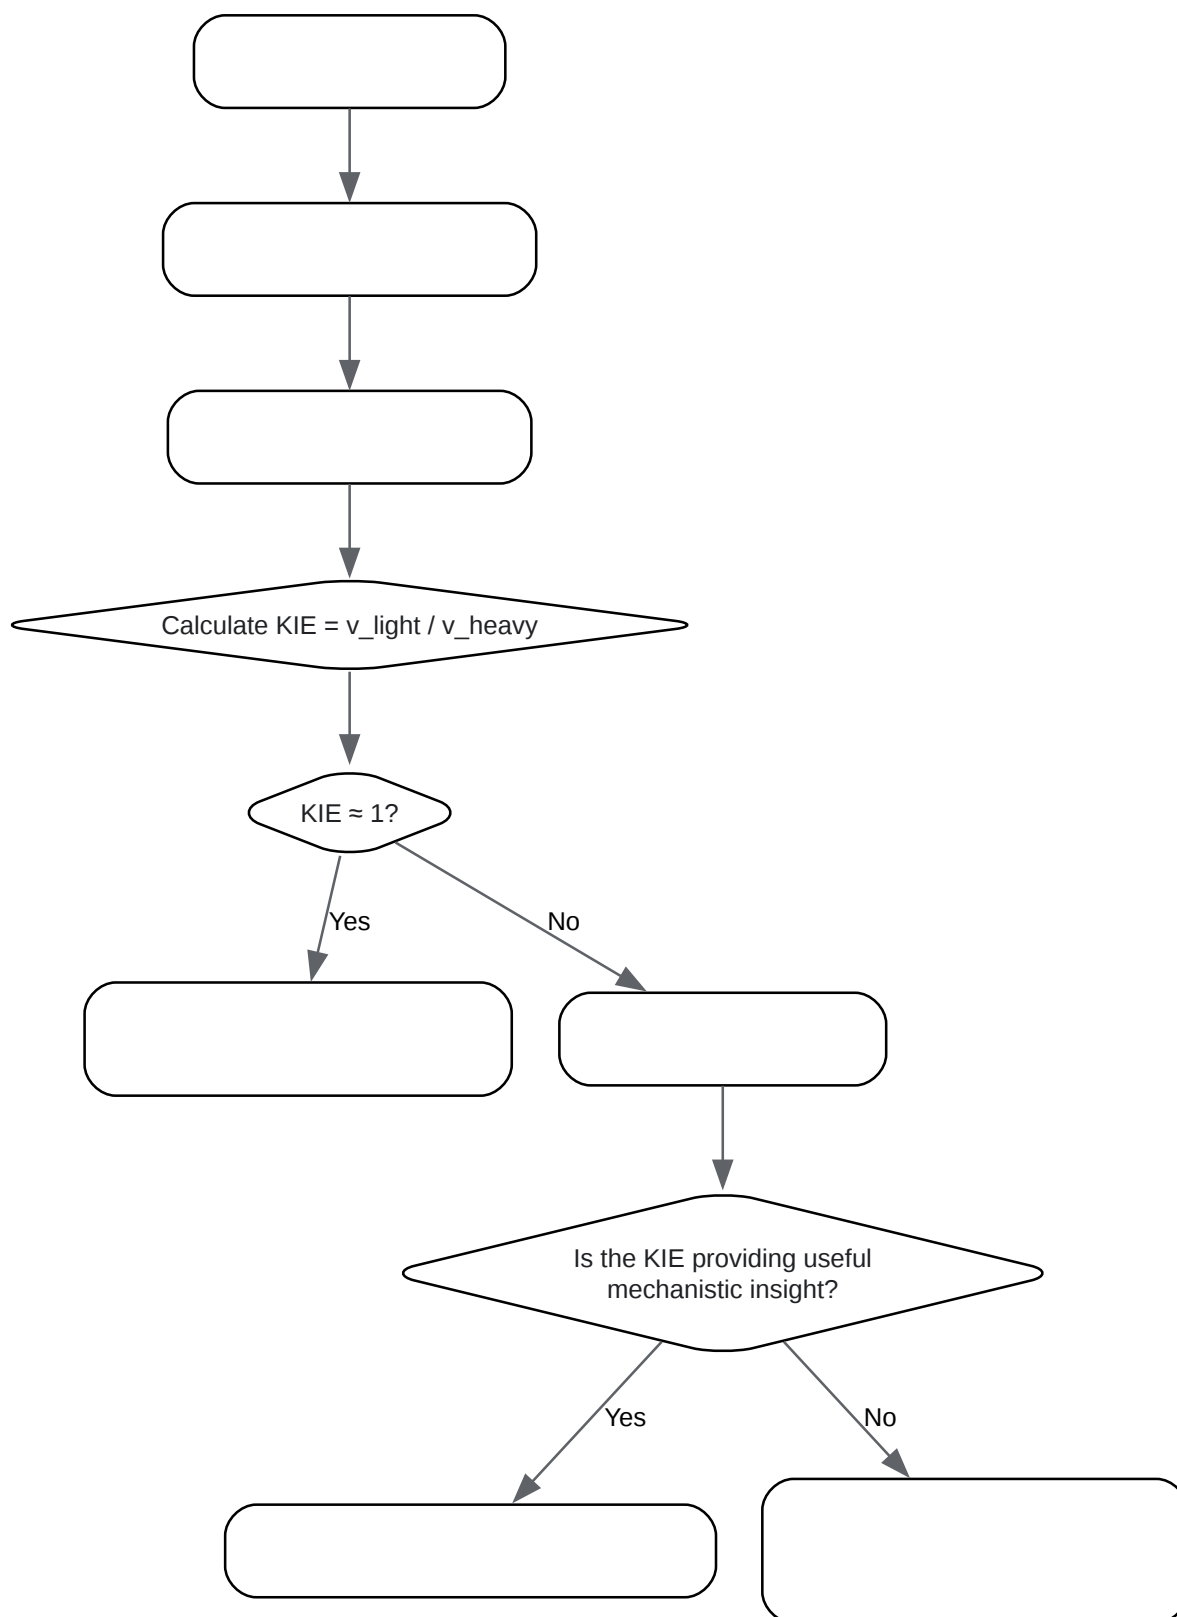 Calculate KIE = v_light / v_heavy
KIE ≈ 1?
Yes
No
Is the KIE providing useful
mechanistic insight?
Yes
No